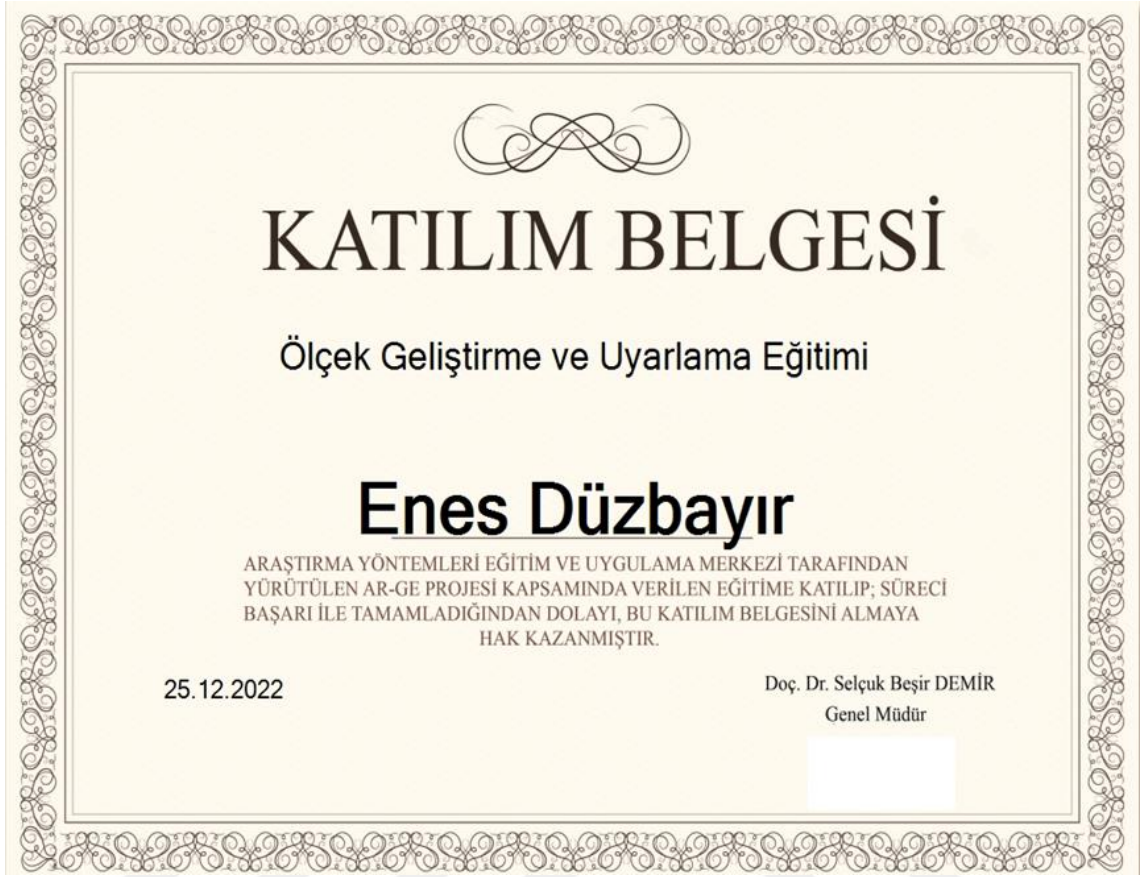 KATILIM BELGESİ
Ölçek Geliştirme ve Uyarlama Eğitimi
Enes Düzbayır
ARAŞTIRMA YÖNTEMLERİ EĞİTİM VE UYGULAMA MERKEZİ TARAFINDAN
YÜRÜTÜLEN AR-GE PROJESİ KAPSAMINDA VERİLEN EĞİTİME KATILIP; SÜRECİ
BAŞARI İLE TAMAMLADIĞINDAN DOLAYI, BU KATILIM BELGESİNİ ALMAYA
HAK KAZANMIŞTIR.
25.12.2022
Doç. Dr. Selçuk Beşir DEMİR
Genel Müdür